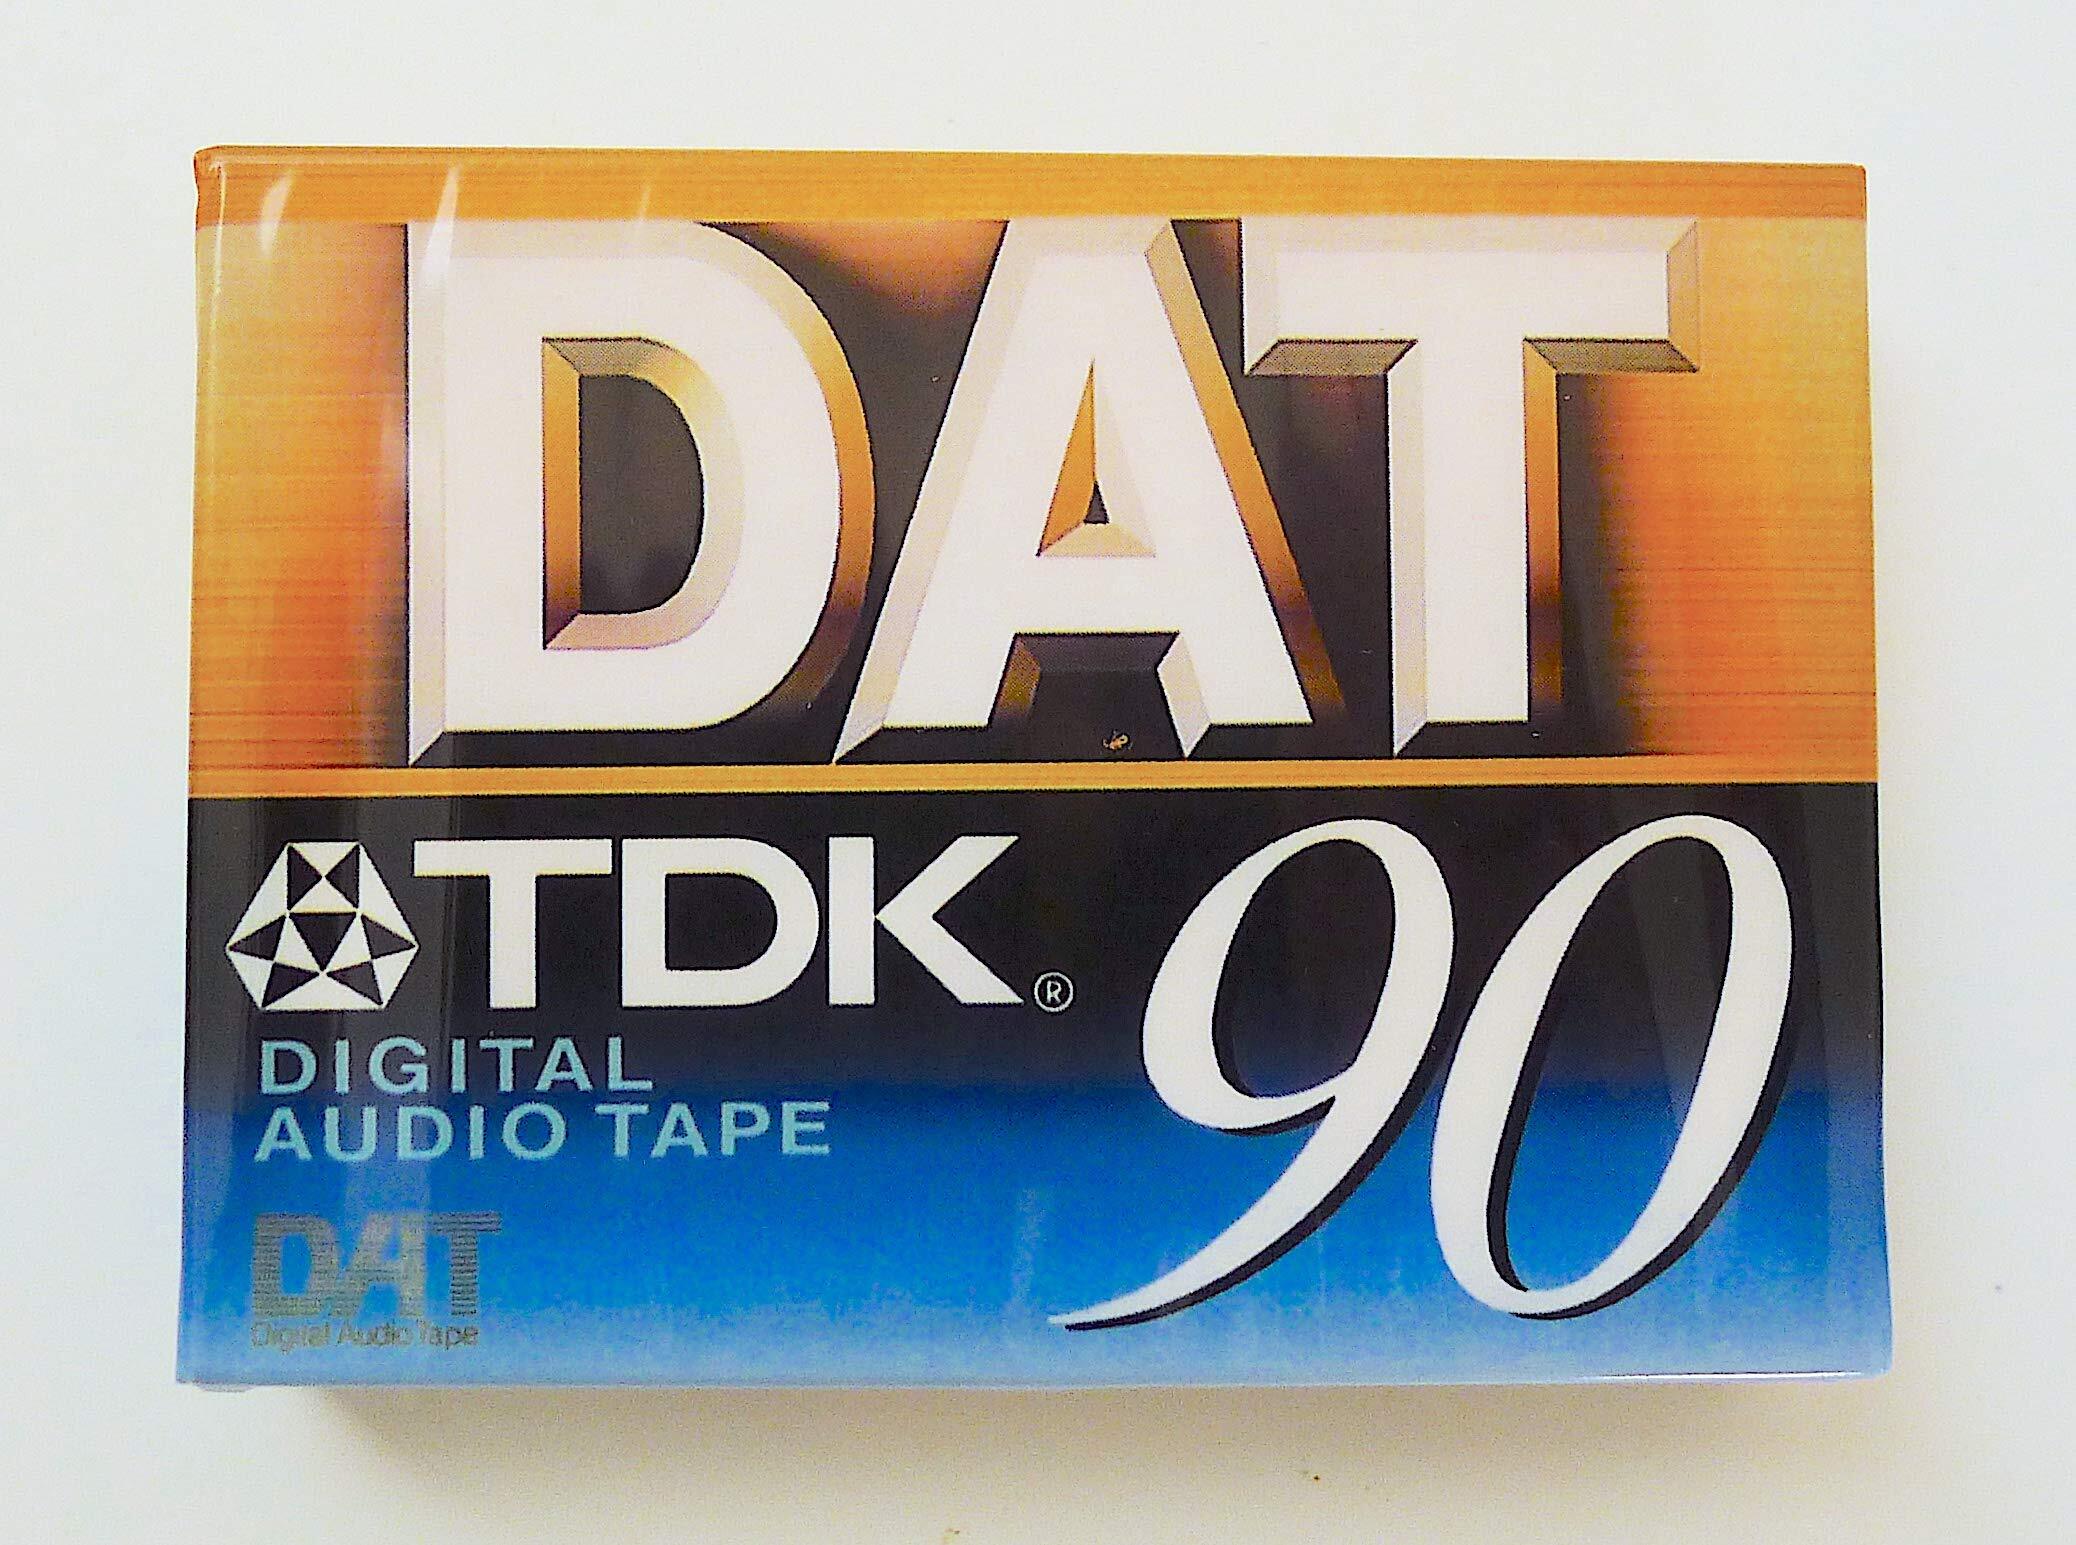 DAT
TDK® 90
DIGITAL
AUDIO TAPE
DAT
Digital Audio Tape